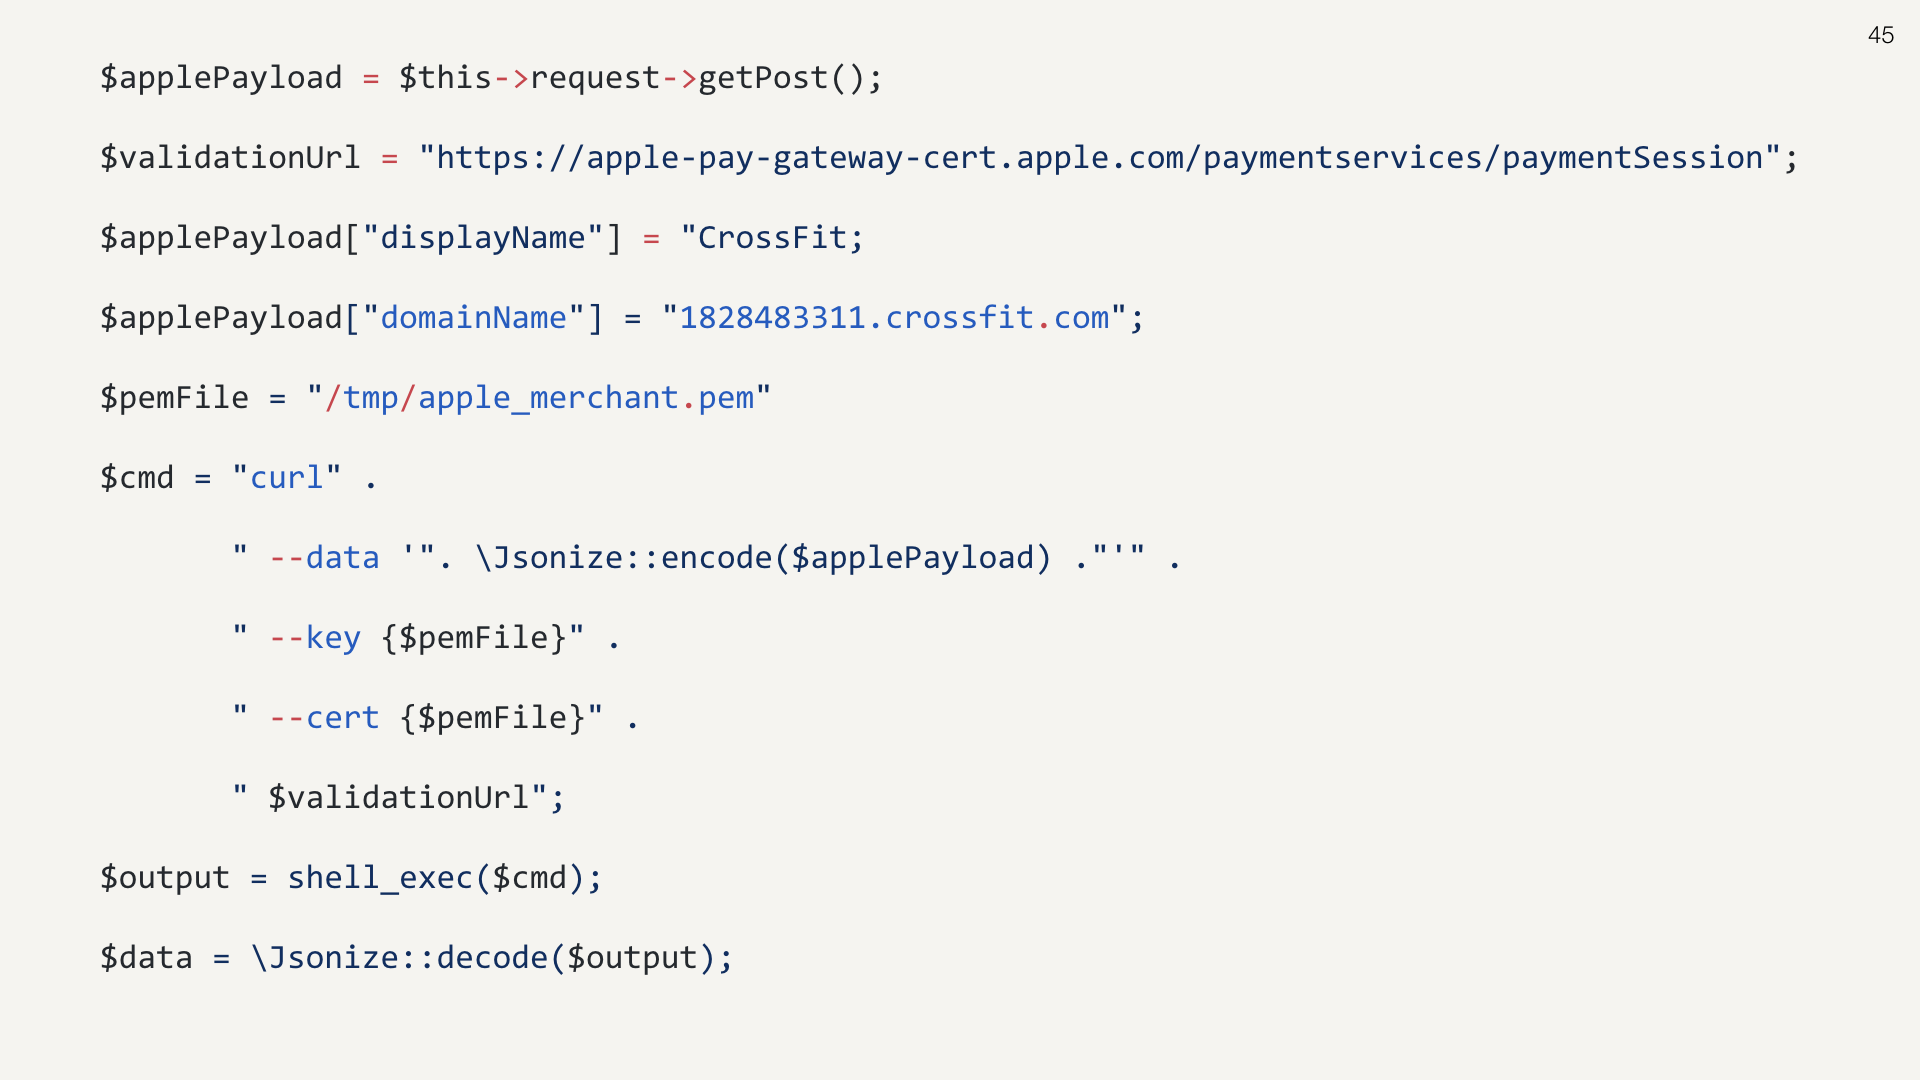 45
$applePayload = $this->request->getPost();
$validationUrl = "https://apple-pay-gateway-cert.apple.com/paymentservices/paymentSession";
$applePayload["displayName"] = "CrossFit;
$applePayload["domainName"] = "1828483311.crossfit.com";
$pemFile = "/tmp/apple_merchant.pem"
$cmd = "curl" .
" --data '". \Jsonize::encode($applePayload) ."'" .
" --key {$pemFile}" .
" --cert {$pemFile}" .
" $validationUrl";
$output = shell_exec($cmd);
$data = \Jsonize::decode($output);